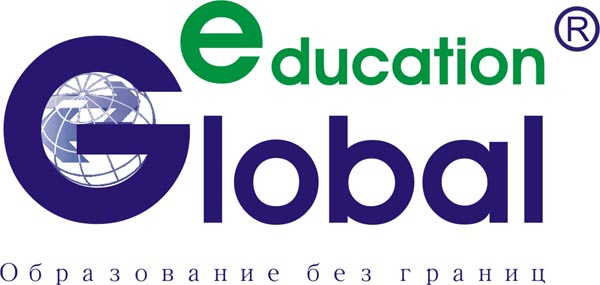 education ®
Global
Образование без границ